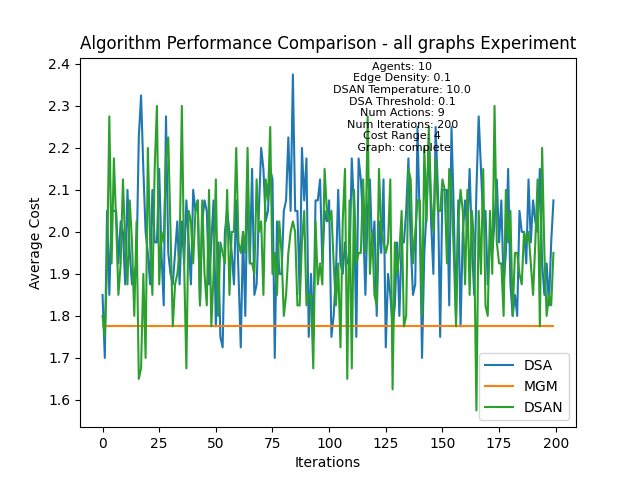 Algorithm Performance Comparison - all graphs Experiment
Agents: 10
Edge Density: 0.1
DSAN Temperature: 10.0
DSA Threshold: 0.1
Num Actions: 9
Num Iterations: 200
Cost Range: 4
Graph: complete
2.4
2.3
2.2
2.1
2.0
1.9
1.8
1.7
1.6
Average Cost
DSA
MGM
DSAN
0 25 50 75 100 125 150 175 200
Iterations